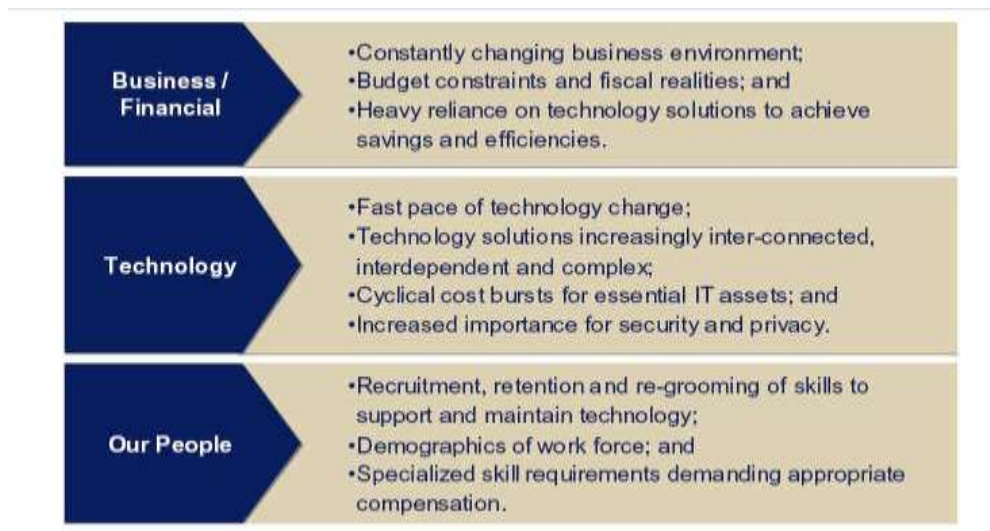 Business /
Financial
•Constantly changing business environment;
•Budget constraints and fiscal realities; and
•Heavy reliance on technology solutions to achieve
savings and efficiencies.
Technology
•Fast pace of technology change;
•Technology solutions increasingly inter-connected,
interdependent and complex;
•Cyclical cost bursts for essential IT assets; and
•Increased importance for security and privacy.
Our People
•Recruitment, retention and re-grooming of skills to
support and maintain technology;
•Demographics of work force; and
•Specialized skill requirements demanding appropriate
compensation.